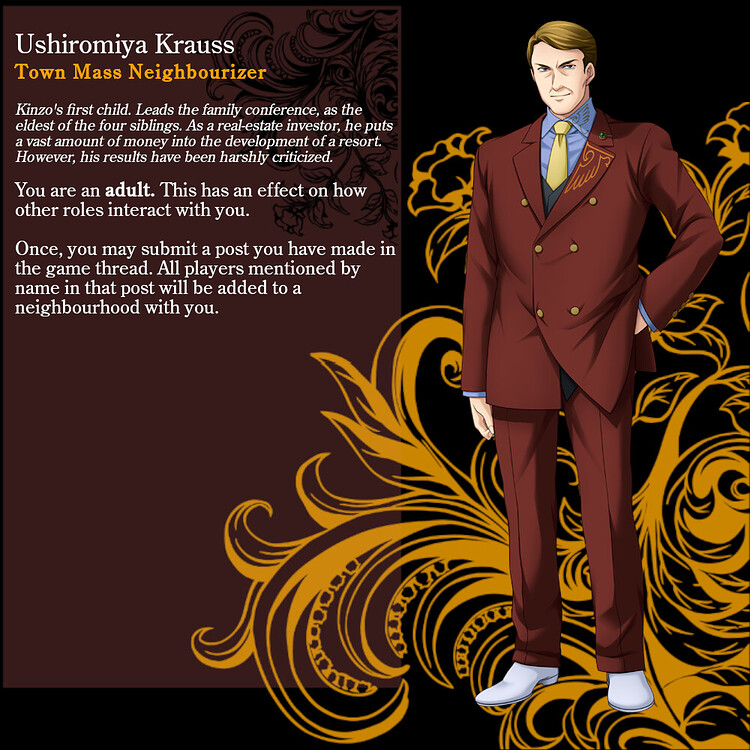 Ushiromiya Krauss
Town Mass Neighbourizer
Kinzo's first child. Leads the family conference, as the
eldest of the four siblings. As a real-estate investor, he puts
a vast amount of money into the development of a resort.
However, his results have been harshly criticized.
You are an adult. This has an effect on how
other roles interact with you.
Once, you may submit a post you have made in
the game thread. All players mentioned by
name in that post will be added to a
neighbourhood with you.